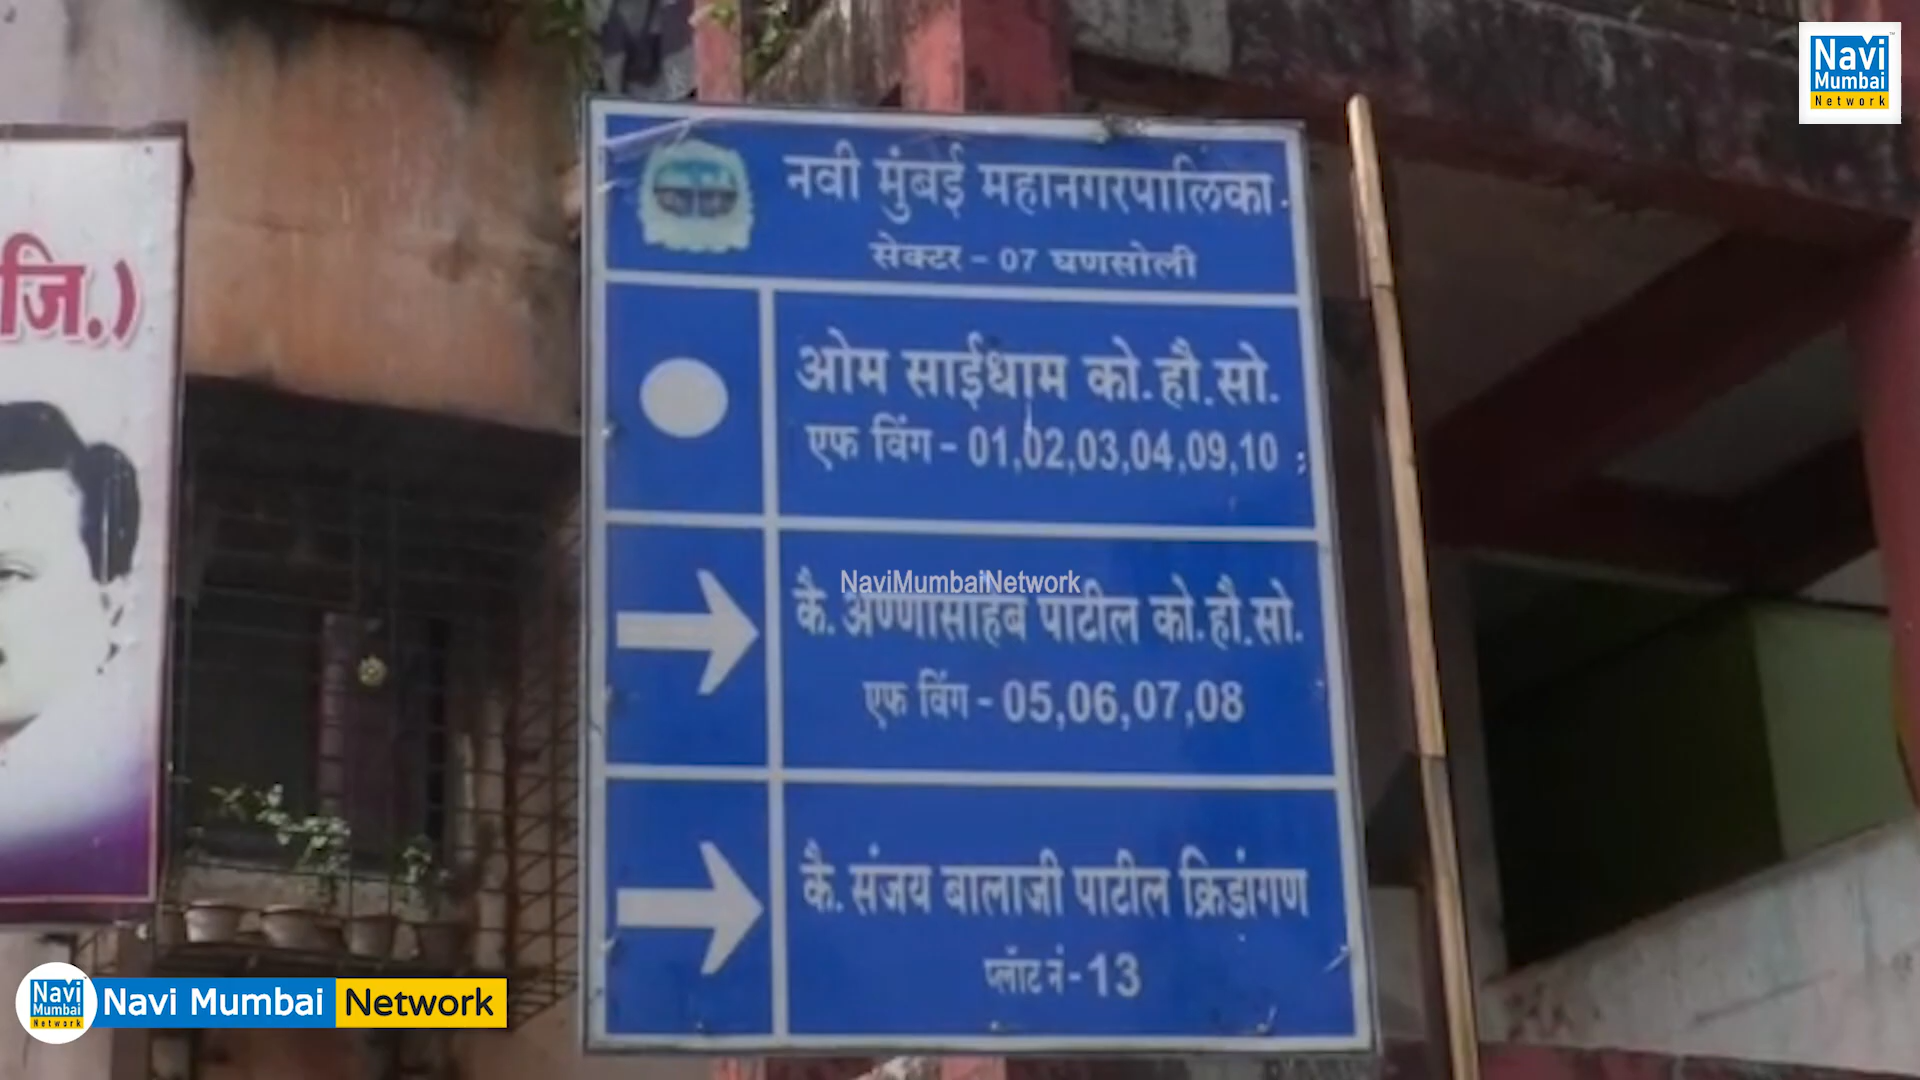 Navi
Mumbai
Network
जि.)
नवी मुंबई महानगरपालिका.
सेक्टर - 07 घणसोली
ओम साईधाम को.हौ.सो.
एफ विंग - 01,02,03,04,09,10
NaviMumbaiNetwork
कै. अण्णासाहेब पाटील को.हौ.सो.
एफ विंग - 05,06,07,08
कै. संजय बालाजी पाटील क्रिडांगण
प्लॉट नं - 13
Navi
Mumbai
Network
Navi Mumbai Network